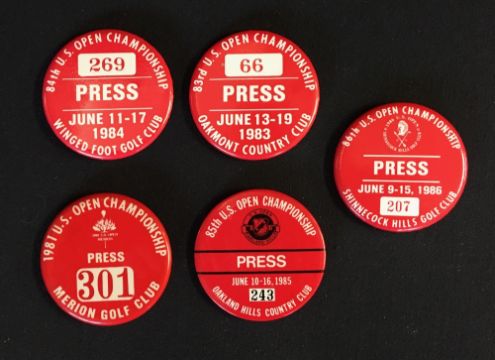 84th U.S. OPEN CHAMPIONSHIP
269
PRESS
JUNE 11-17
1984
WINGED FOOT GOLF CLUB
83rd U.S. OPEN CHAMPIONSHIP
66
PRESS
JUNE 13-19
1983
OAKMONT COUNTRY CLUB
86th U.S. OPEN CHAMPIONSHIP
PRESS
JUNE 9-15, 1986
207
SHINNECOCK HILLS GOLF CLUB
1981 U.S. OPEN CHAMPIONSHIP
PRESS
301
MERION GOLF CLUB
85th U.S. OPEN CHAMPIONSHIP
PRESS
JUNE 10-16, 1985
243
OAKLAND HILLS COUNTRY CLUB